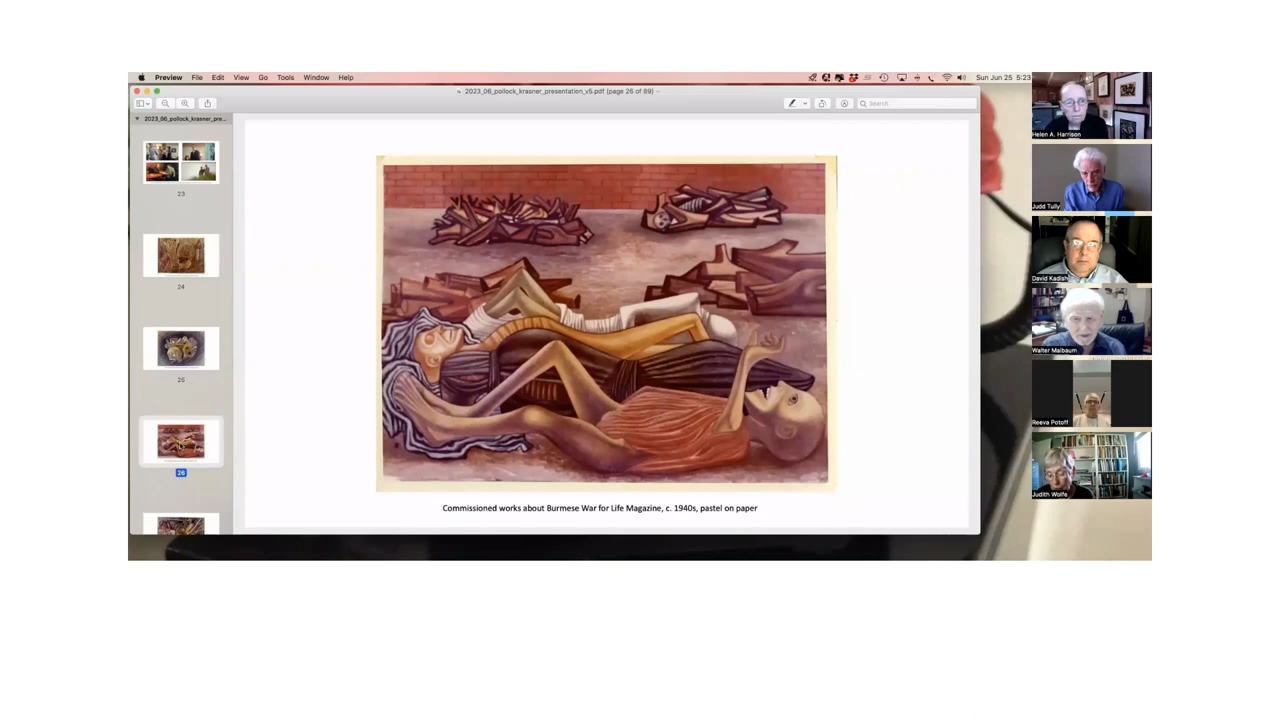 Preview File Edit View Go Tools Window Help
Sun Jun 25 5:23
2023_06_pollock_krasner_presentation_v5.pdf (page 26 of 89)
Search
2023_06_pollock_krasner_pre...
23
24
25
26
Commissioned works about Burmese War for Life Magazine, c. 1940s, pastel on paper
Helen A. Harrison
Judd Tully
David Kadish
Walter Maibaum
Reeva Potoff
Judith Wolfe